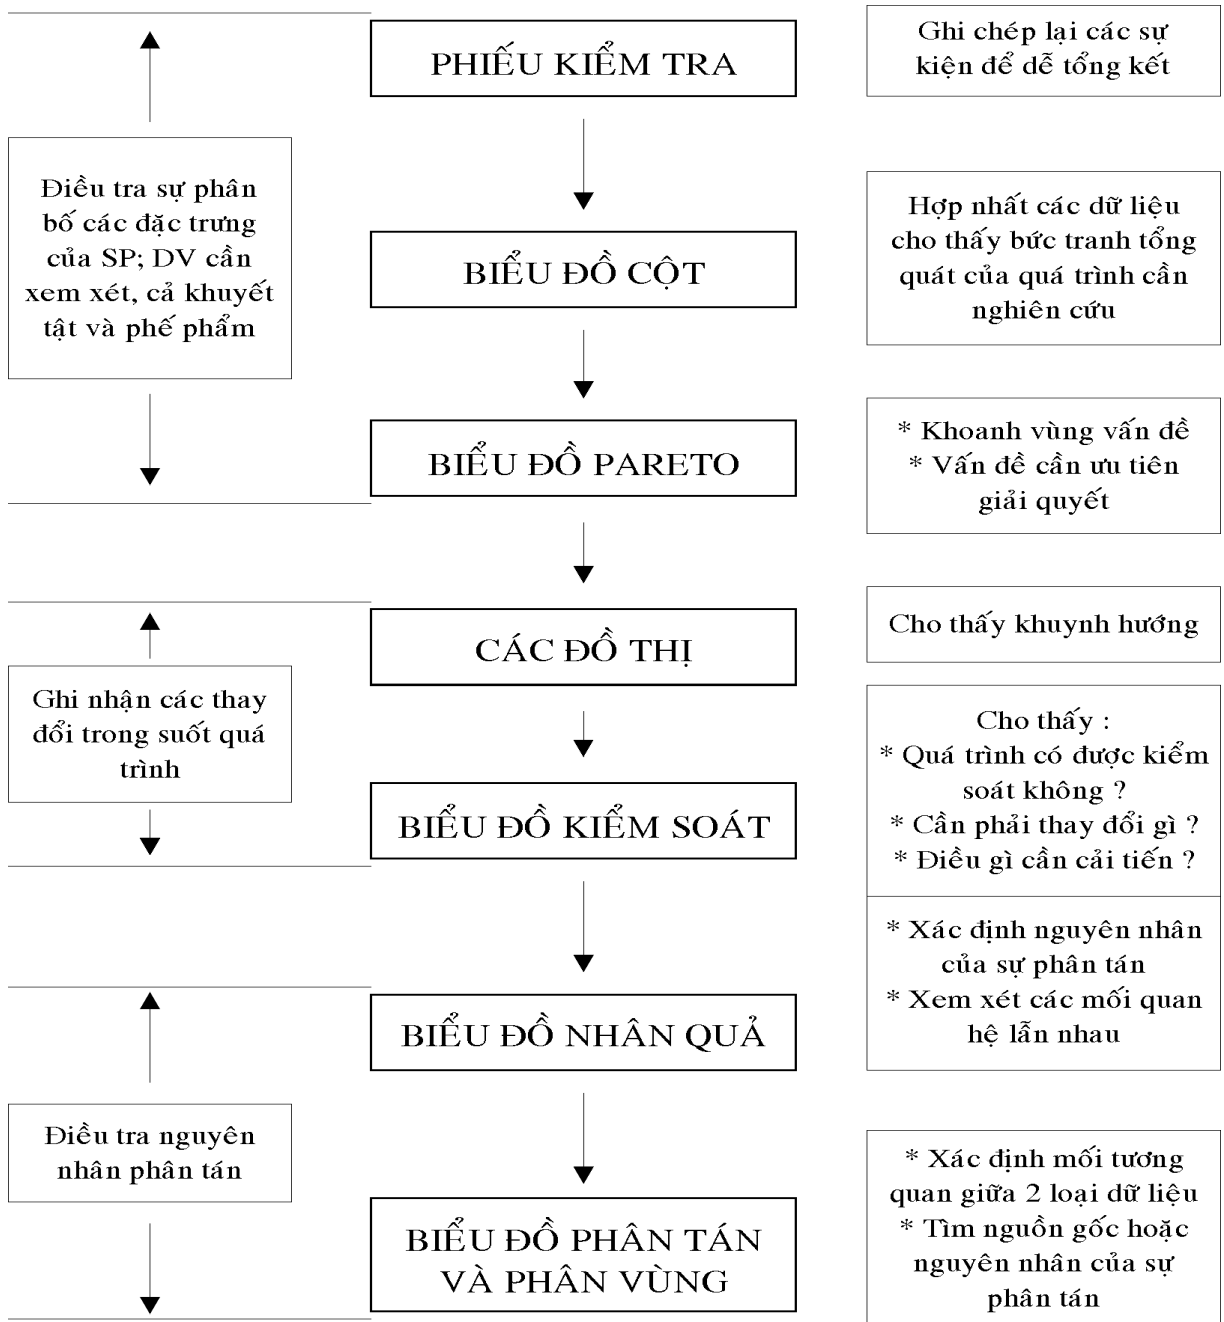 PHIẾU KIỂM TRA
Ghi chép lại các sự
kiện để dễ tổng kết
Điều tra sự phân
bố các đặc trưng
của SP; DV cần
xem xét, cả khuyết
tật và phế phẩm
BIỂU ĐỒ CỘT
Hợp nhất các dữ liệu
cho thấy bức tranh tổng
quát của quá trình cần
nghiên cứu
BIỂU ĐỒ PARETO
* Khoanh vùng vấn đề
* Vấn đề cần ưu tiên
giải quyết
CÁC ĐỒ THỊ
Cho thấy khuynh hướng
Ghi nhận các thay
đổi trong suốt quá
trình
BIỂU ĐỒ KIỂM SOÁT
Cho thấy :
* Quá trình có được kiểm
soát không ?
* Cần phải thay đổi gì ?
* Điều gì cần cải tiến ?
BIỂU ĐỒ NHÂN QUẢ
* Xác định nguyên nhân
của sự phân tán
* Xem xét các mối quan
hệ lẫn nhau
Điều tra nguyên
nhân phân tán
BIỂU ĐỒ PHÂN TÁN
VÀ PHÂN VÙNG
* Xác định mối tương
quan giữa 2 loại dữ liệu
* Tìm nguồn gốc hoặc
nguyên nhân của sự
phân tán